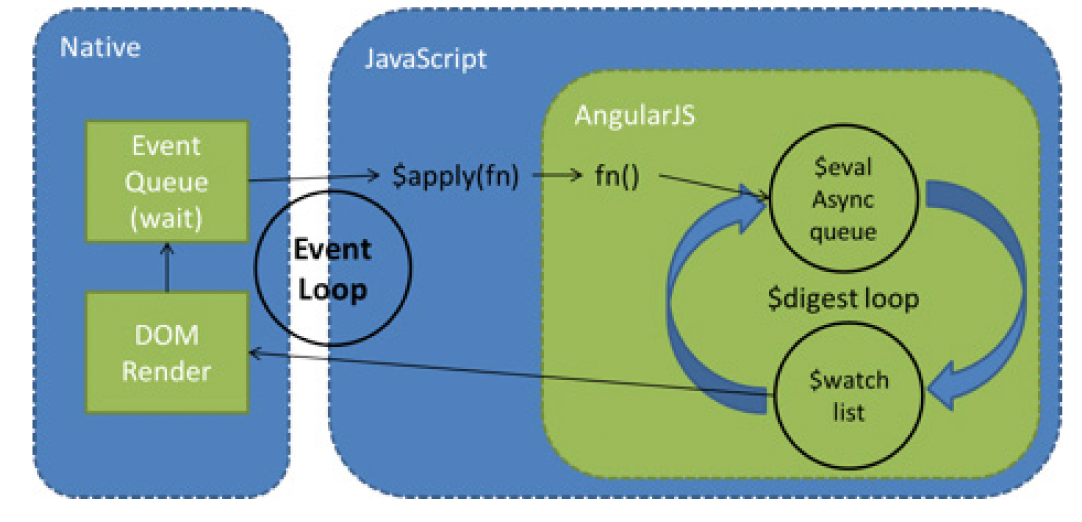 Native
Event
Queue
(wait)
DOM
Render
Event
Loop
JavaScript
$apply(fn)
AngularJS
fn()
$eval
Async
queue
$digest loop
$watch
list